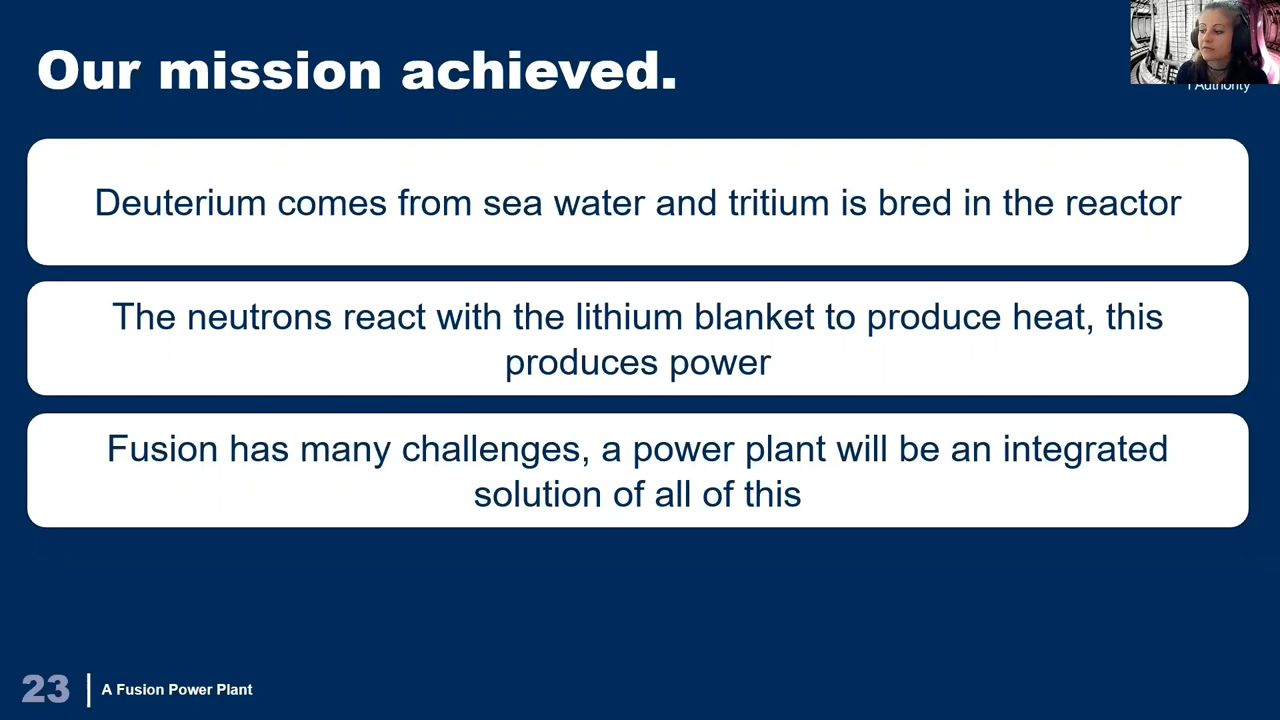 Our mission achieved.
Authority
Deuterium comes from sea water and tritium is bred in the reactor
The neutrons react with the lithium blanket to produce heat, this
produces power
Fusion has many challenges, a power plant will be an integrated
solution of all of this
23
A Fusion Power Plant